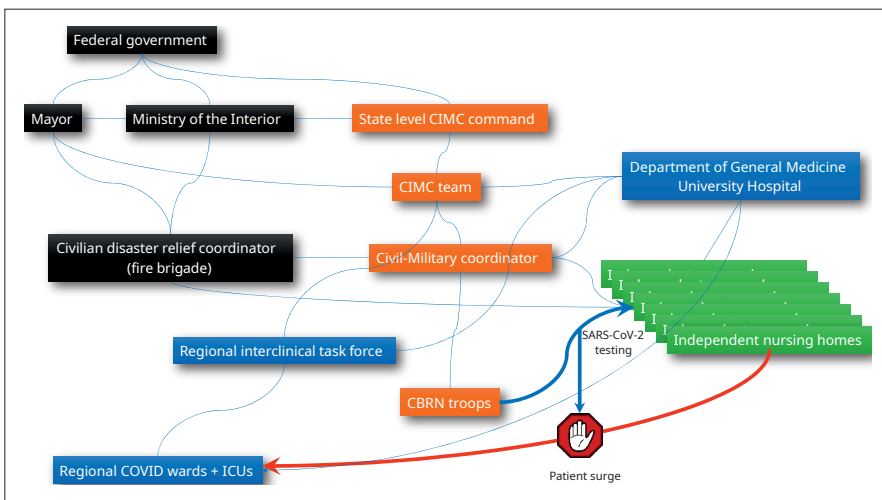 Federal government
Mayor
Ministry of the Interior
State level CIMC command
Department of General Medicine
University Hospital
CIMC team
Civilian disaster relief coordinator
(fire brigade)
Civil-Military coordinator
SARS-CoV-2
testing
Independent nursing homes
Regional interclinical task force
CBRN troops
Regional COVID wards + ICUs
Patient surge